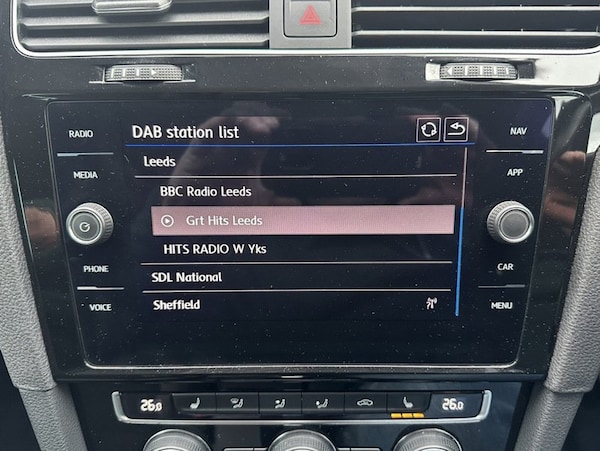 RADIO
DAB station list
NAV
Leeds
MEDIA
APP
BBC Radio Leeds
Grt Hits Leeds
HITS RADIO W Yks
PHONE
SDL National
CAR
VOICE
Sheffield
MENU
26.0
26.0